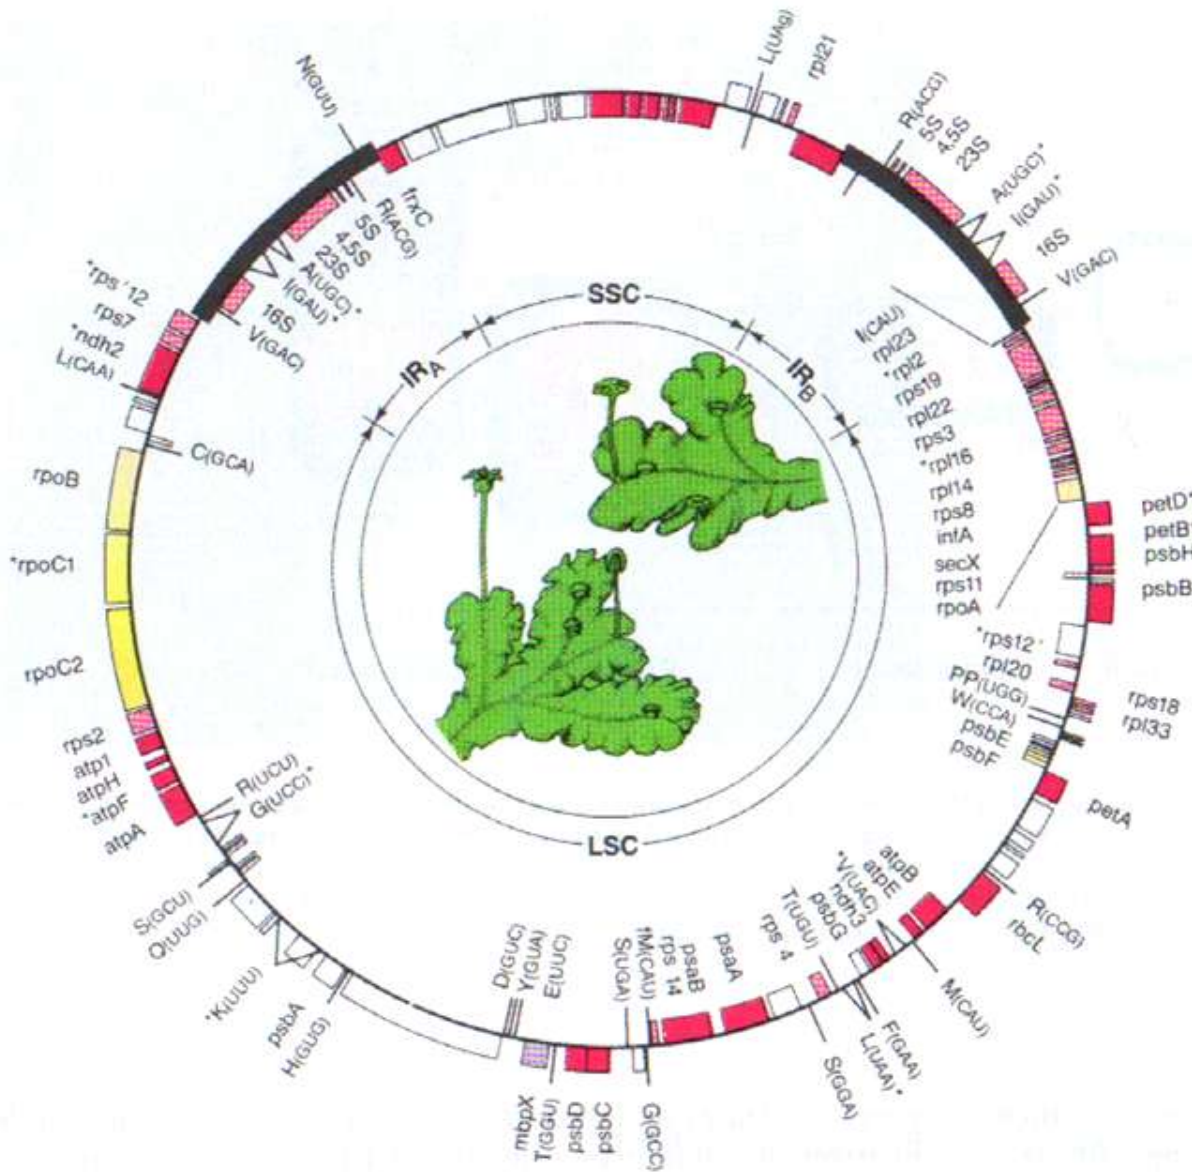 L(UAg)
rpl21
R(ACG)
5S
4,5S
23S
A(UGC)*
I(GAU)*
16S
V(GAC)
I(CAU)
rpl23
*rpl2
rps19
rpl22
rps3
*rpl16
rpl14
rps8
infA
secX
rps11
rpoA
petD*
petB
psbH
psbB
*rps12'
rpl20
PP(UGG)
W(CCA)
psbE
psbF
rps18
rpl33
petA
R(CCG)
rbcL
atpB
atpE
*V(UAC)
ndh3
psbG
T(UGU)
M(CAU)
F(GAA)
L(UAA)*
rps 4
S(GGA)
psaA
psaB
rps 14
fM(CAU)
S(UGA)
G(GCC)
psbC
psbD
T(GGU)
mbpX
E(UUC)
Y(GUA)
D(GUC)
H(GUG)
psbA
*K(UUU)
Q(UUG)
S(GCU)
R(UCU)
G(UCC)*
atpA
*atpF
atpH
atp1
rps2
rpoC2
*rpoC1
rpoB
C(GCA)
L(CAA)
*ndh2
rps7
*rps'12
V(GAC)
16S
I(GAU)*
A(UGC)*
23S
4,5S
5S
R(ACG)
N(GUU)
frxC
SSC
IRA
IRB
LSC